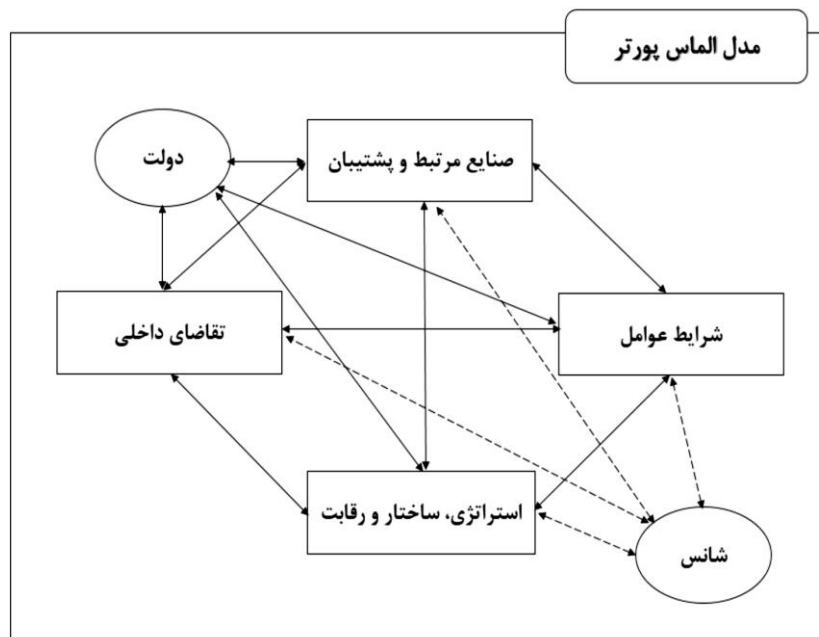 مدل الماس پورتر
صنایع مرتبط و پشتیبان
دولت
شرایط عوامل
تقاضای داخلی
استراتژی، ساختار و رقابت
شانس